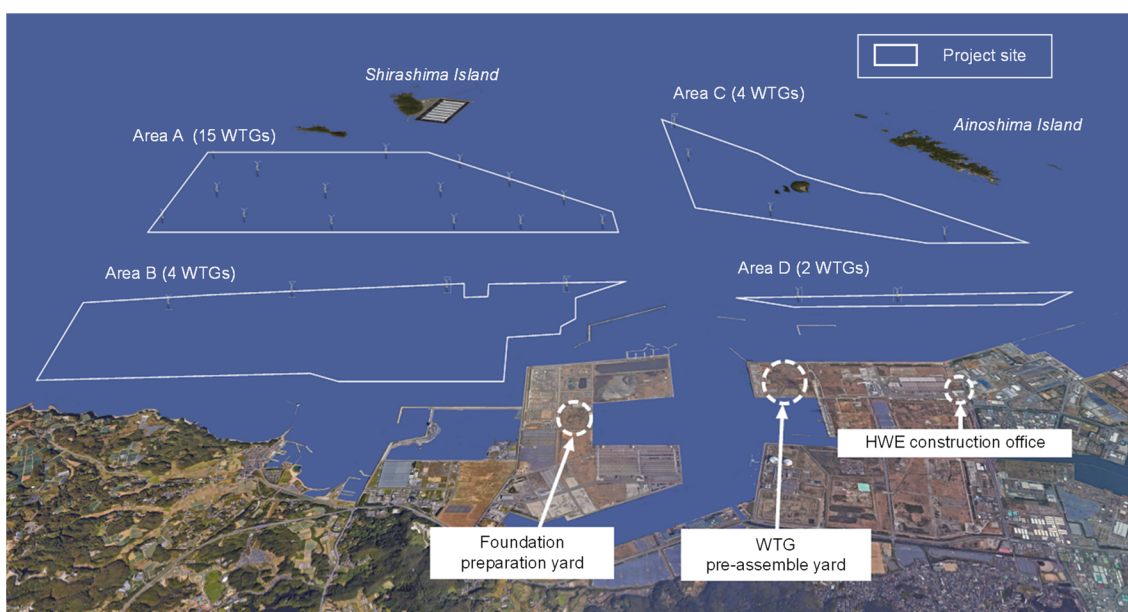 Project site
Shirashima Island
Area C (4 WTGs)
Area A (15 WTGs)
Ainoshima Island
Area B (4 WTGs)
Area D (2 WTGs)
HWE construction office
Foundation
preparation yard
WTG
pre-assemble yard